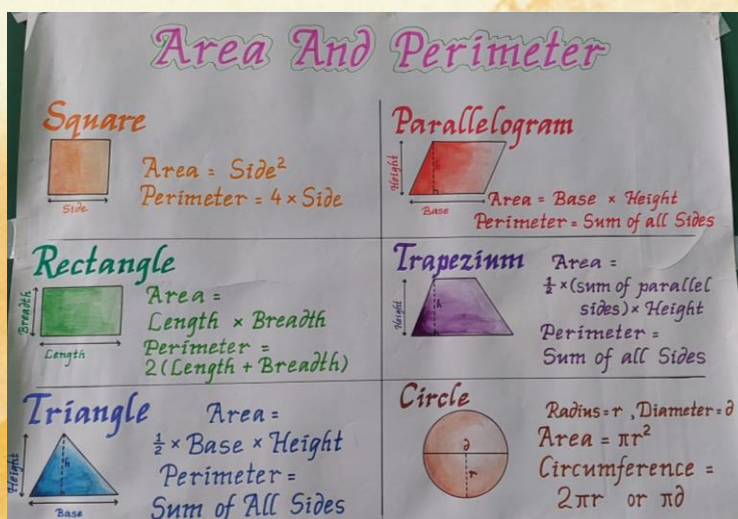 Area And Perimeter
Square
Side
Area = Side²
Perimeter = 4 × Side
Parallelogram
Height
h
Base
Area = Base × Height
Perimeter = Sum of all Sides
Rectangle
Breadth
Length
Area =
Length × Breadth
Perimeter =
2(Length + Breadth)
Trapezium
Height
h
Area =
½ × (sum of parallel
sides) × Height
Perimeter =
Sum of all Sides
Triangle
Height
h
Base
Area =
½ × Base × Height
Perimeter =
Sum of All Sides
Circle
d
r
Radius = r , Diameter = d
Area = πr²
Circumference =
2πr or πd